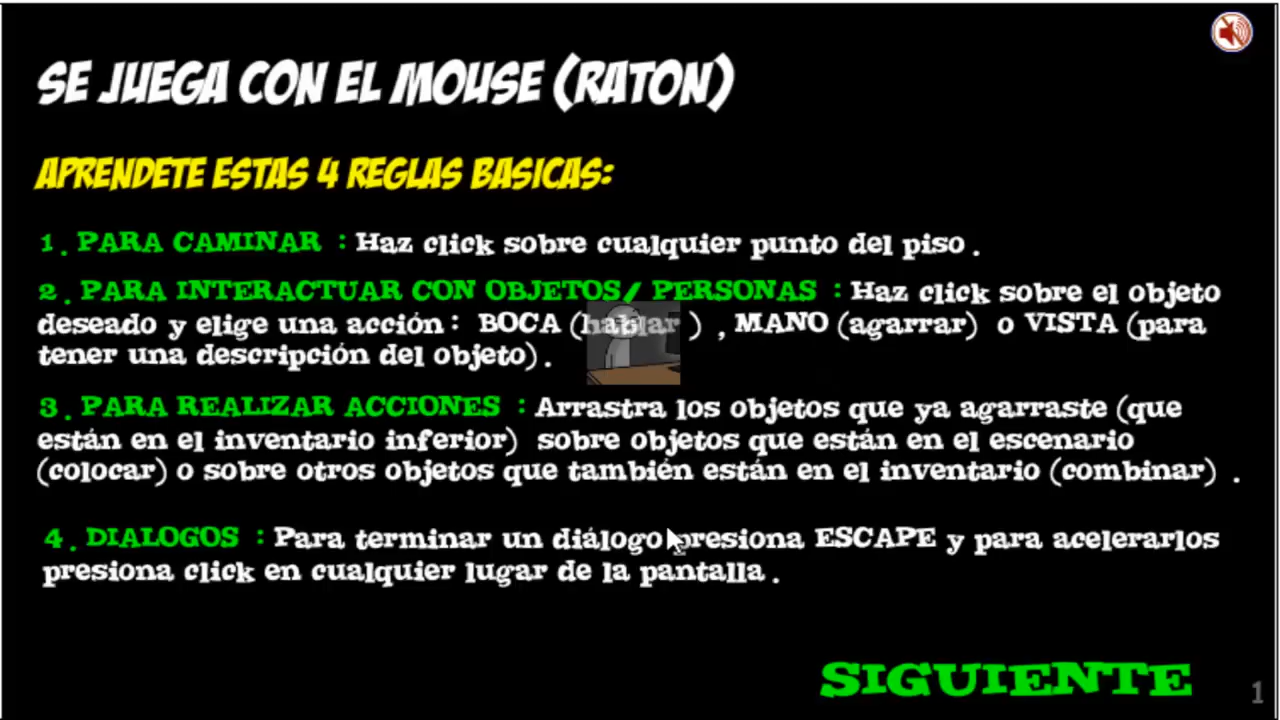 SE JUEGA CON EL MOUSE (RATON)
APRENDETE ESTAS 4 REGLAS BASICAS:
1. PARA CAMINAR : Haz click sobre cualquier punto del piso.
2. PARA INTERACTUAR CON OBJETOS/ PERSONAS : Haz click sobre el objeto
deseado y elige una acción: BOCA (hablar ) , MANO (agarrar) o VISTA (para
tener una descripción del objeto).
3. PARA REALIZAR ACCIONES : Arrastra los objetos que ya agarraste (que
están en el inventario inferior) sobre objetos que están en el escenario
(colocar) o sobre otros objetos que también están en el inventario (combinar) .
4. DIALOGOS : Para terminar un diálogo presiona ESCAPE y para acelerarlos
presiona click en cualquier lugar de la pantalla.
SIGUIENTE
1